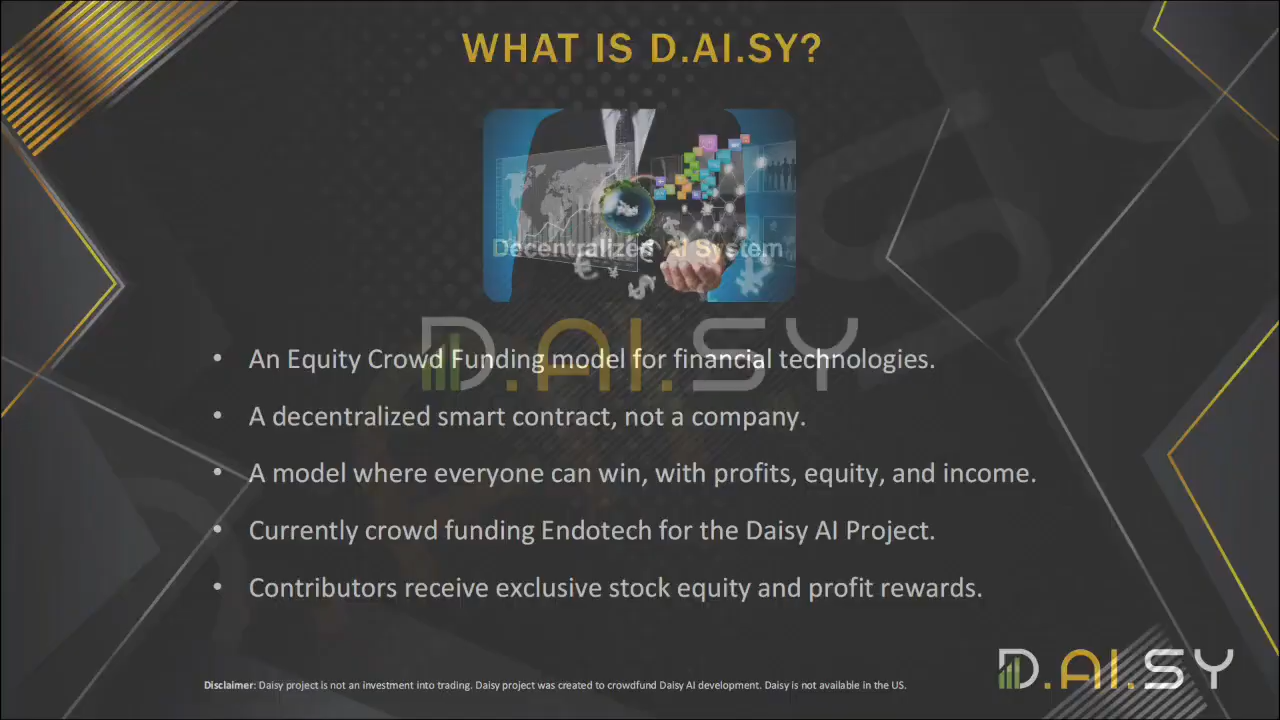 WHAT IS D.AI.SY?
Decentralized AI System
D.AI.SY
• An Equity Crowd Funding model for financial technologies.
• A decentralized smart contract, not a company.
• A model where everyone can win, with profits, equity, and income.
• Currently crowd funding Endotech for the Daisy AI Project.
• Contributors receive exclusive stock equity and profit rewards.
Disclaimer: Daisy project is not an investment into trading. Daisy project was created to crowdfund Daisy AI development. Daisy is not available in the US.
D.AI.SY